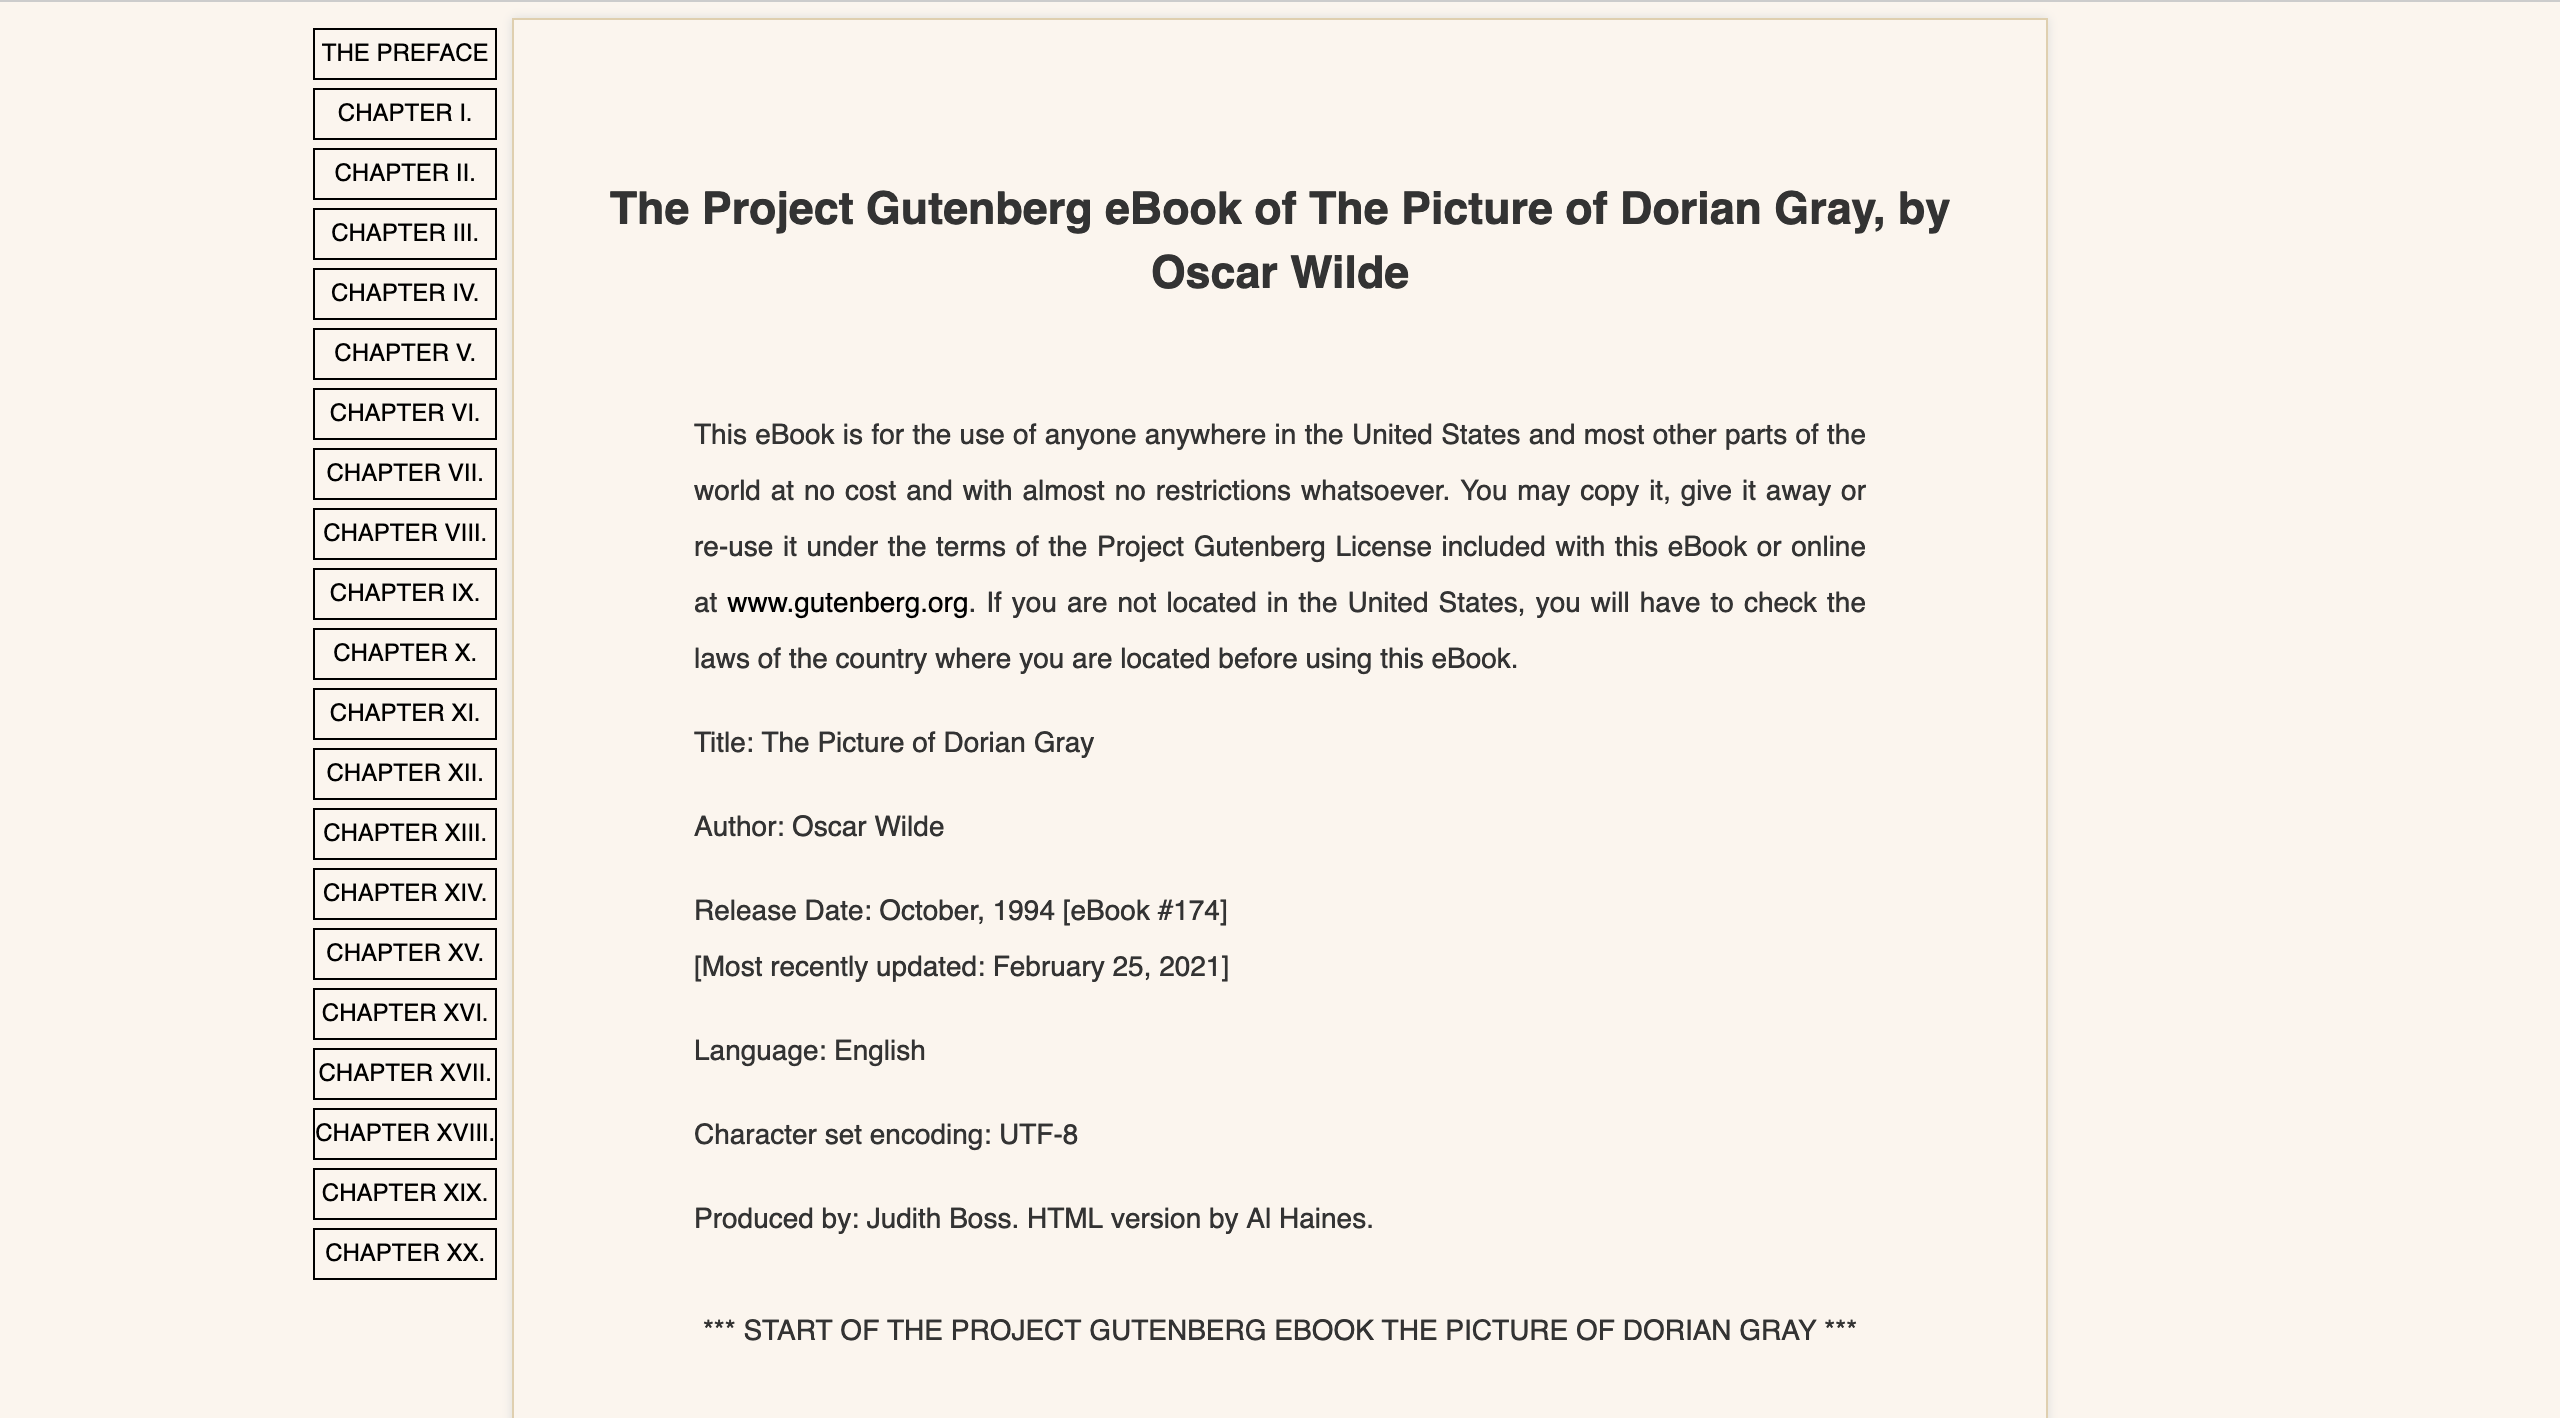 THE PREFACE
CHAPTER I.
CHAPTER II.
CHAPTER III.
CHAPTER IV.
CHAPTER V.
CHAPTER VI.
CHAPTER VII.
CHAPTER VIII.
CHAPTER IX.
CHAPTER X.
CHAPTER XI.
CHAPTER XII.
CHAPTER XIII.
CHAPTER XIV.
CHAPTER XV.
CHAPTER XVI.
CHAPTER XVII.
CHAPTER XVIII.
CHAPTER XIX.
CHAPTER XX.
The Project Gutenberg eBook of The Picture of Dorian Gray, by
Oscar Wilde
This eBook is for the use of anyone anywhere in the United States and most other parts of the
world at no cost and with almost no restrictions whatsoever. You may copy it, give it away or
re-use it under the terms of the Project Gutenberg License included with this eBook or online
at www.gutenberg.org. If you are not located in the United States, you will have to check the
laws of the country where you are located before using this eBook.
Title: The Picture of Dorian Gray
Author: Oscar Wilde
Release Date: October, 1994 [eBook #174]
[Most recently updated: February 25, 2021]
Language: English
Character set encoding: UTF-8
Produced by: Judith Boss. HTML version by Al Haines.
*** START OF THE PROJECT GUTENBERG EBOOK THE PICTURE OF DORIAN GRAY ***